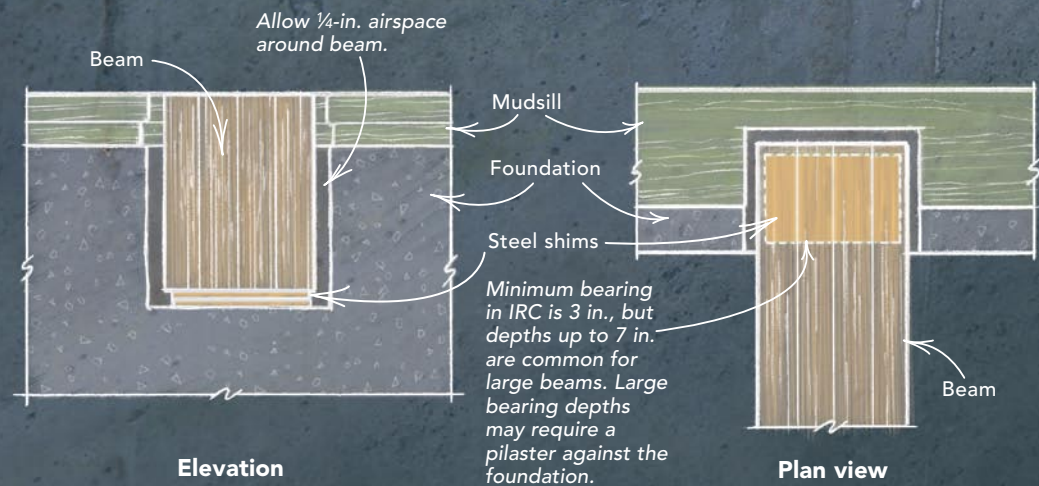 Allow ¼-in. airspace
around beam.
Beam
Mudsill
Foundation
Steel shims
Minimum bearing
in IRC is 3 in., but
depths up to 7 in.
are common for
large beams. Large
bearing depths
may require a
pilaster against the
foundation.
Beam
Elevation
Plan view